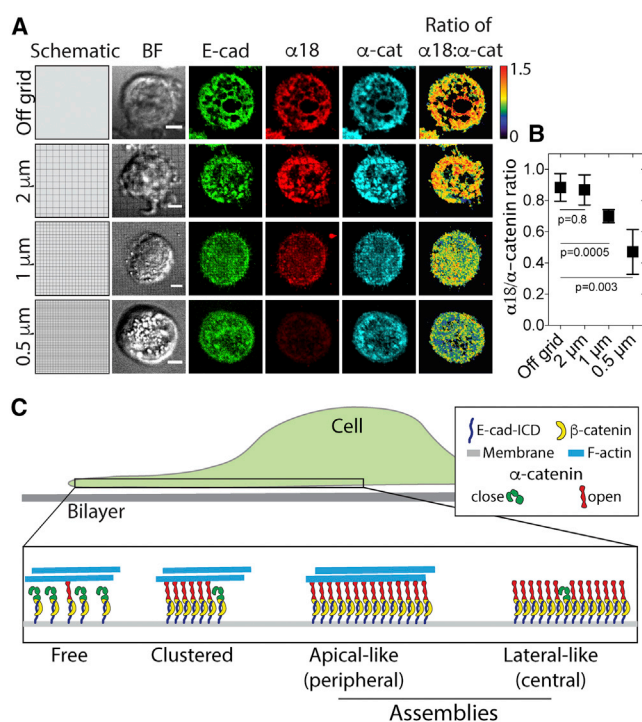 A
Schematic
BF
E-cad
α18
α-cat
Ratio of
α18:α-cat
Off grid
2 μm
1 μm
0.5 μm
1.5
0
B
α18/α-catenin ratio
1.0
0.8
0.6
0.4
0.2
0.0
p=0.8
p=0.0005
p=0.003
Off grid
2 μm
1 μm
0.5 μm
C
Cell
Bilayer
E-cad-ICD
β-catenin
Membrane
F-actin
α-catenin
close
open
Free
Clustered
Apical-like
(peripheral)
Lateral-like
(central)
Assemblies